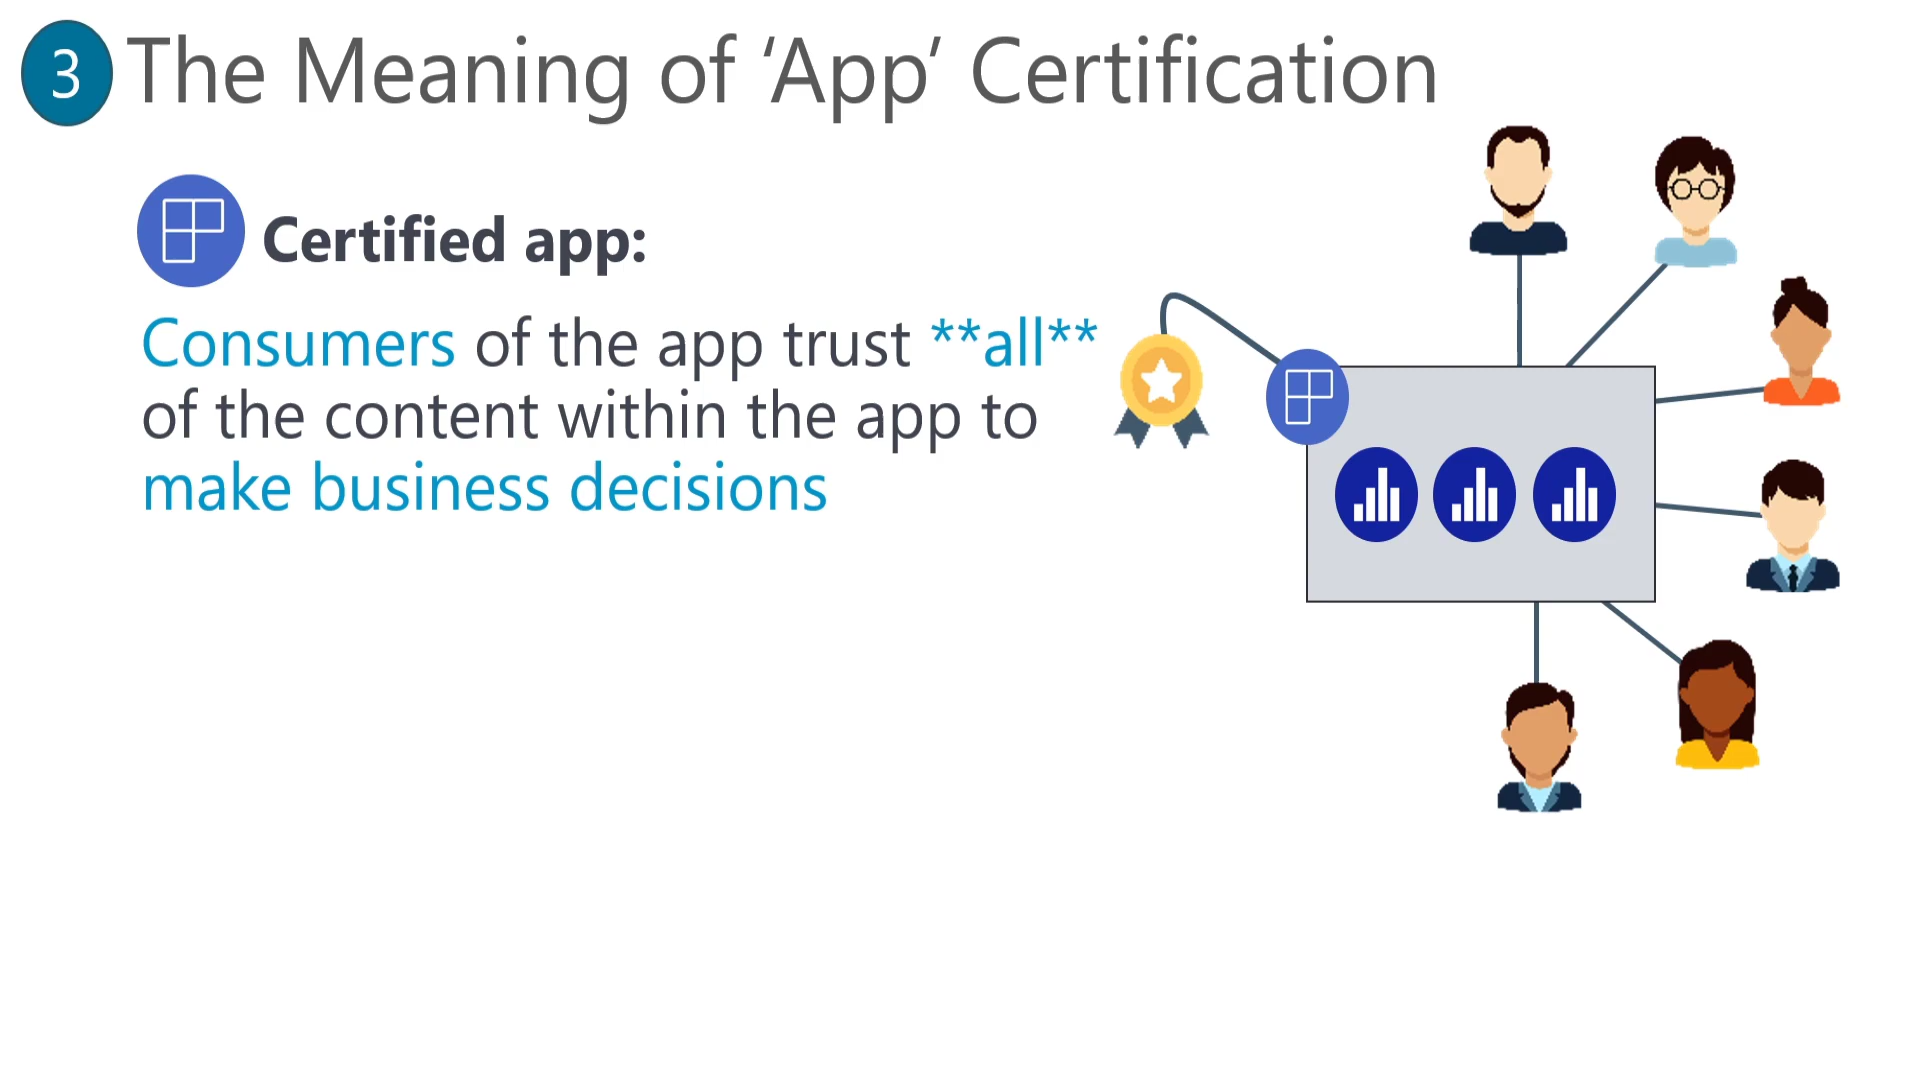 3 The Meaning of ‘App’ Certification
Certified app:
Consumers of the app trust **all**
of the content within the app to
make business decisions